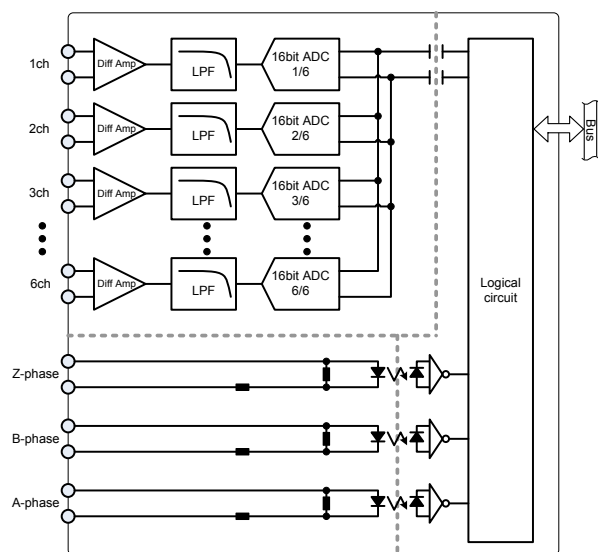 1ch
Diff Amp
LPF
16bit ADC
1/6
2ch
Diff Amp
LPF
16bit ADC
2/6
3ch
Diff Amp
LPF
16bit ADC
3/6
6ch
Diff Amp
LPF
16bit ADC
6/6
Logical
circuit
Bus
Z-phase
B-phase
A-phase